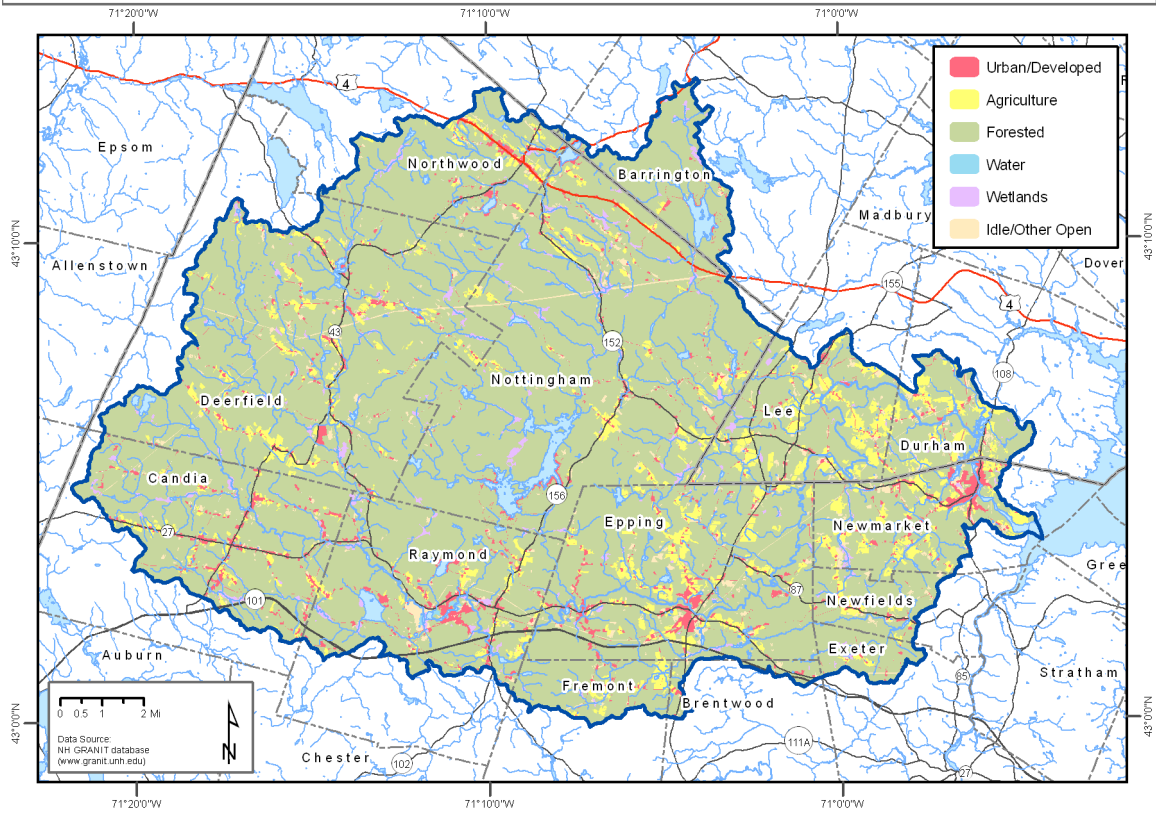 71°20'0"W
71°10'0"W
71°0'0"W
4
Urban/Developed
Agriculture
Forested
Water
Wetlands
Idle/Other Open
Epsom
Northwood
Barrington
Madbury
43°10'0"N
43°10'0"N
Allenstown
Dover
155
4
43
152
108
Nottingham
Deerfield
Lee
Durham
Candia
156
Epping
Newmarket
27
Raymond
Gree
87
101
Newfields
Auburn
Exeter
85
Stratham
Fremont
Brentwood
0 0.5 1 2 Mi
N
Data Source:
NH GRANIT database
(www.granit.unh.edu)
43°0'0"N
43°0'0"N
111A
Chester
102
27
71°20'0"W
71°10'0"W
71°0'0"W